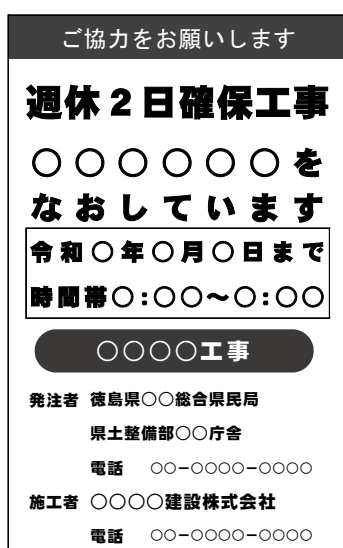 ご協力をお願いします
週休2日確保工事
○○○○○○○を
なおしています
令和○年○月○日まで
時間帯○:○○~○:○○
○○○○工事
発注者 徳島県○○総合県民局
県土整備部○○庁舎
電話 ○○-○○○○-○○○○
施工者 ○○○○建設株式会社
電話 ○○-○○○○-○○○○